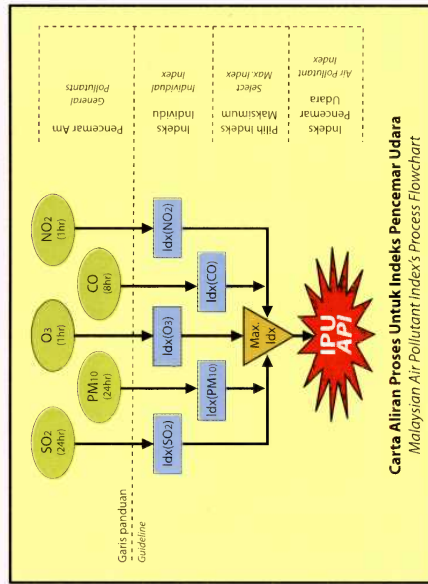 SO2
(24hr)
PM10
(24hr)
O3
(1hr)
CO
(8hr)
NO2
(1hr)
Pencemar Am
General
Pollutants
Garis panduan
Guideline
Idx(SO2)
Idx(PM10)
Idx(O3)
Idx(CO)
Idx(NO2)
Indeks
Individu
Individual
Index
Max.
Idx
Pilih Indeks
Maksimum
Select
Max. Index
IPU
API
Indeks
Pencemar
Udara
Air Pollutant
Index
Carta Aliran Proses Untuk Indeks Pencemar Udara
Malaysian Air Pollutant Index's Process Flowchart